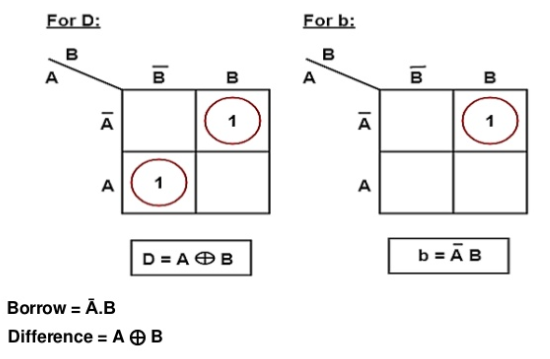 For D:
For b:
B
A
B̅
B
A̅
1
A
1
D = A ⊕ B
B
A
B̅
B
A̅
1
A
b = A̅ B
Borrow = Ā.B
Difference = A ⊕ B